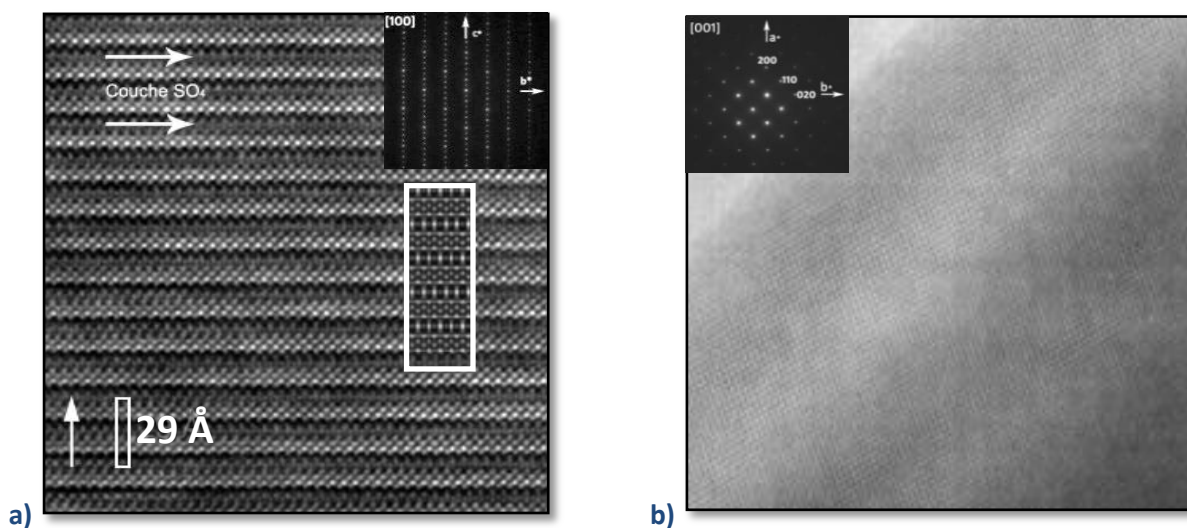 [100]
c*
b*
Couche SO₄
29 Å
a)
[001]
a*
200
110
020
b*
b)